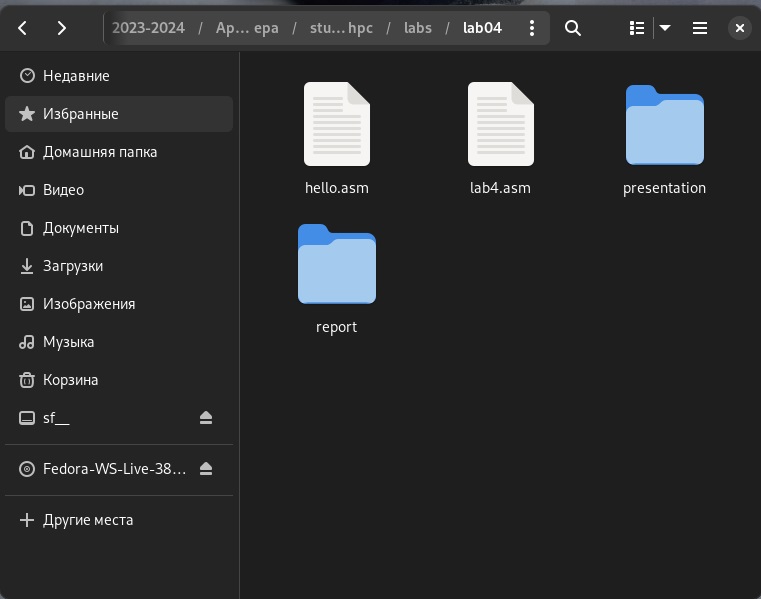 2023-2024 / Ар… ера / stu…hpc / labs / lab04
Недавние
Избранные
Домашняя папка
Видео
Документы
Загрузки
Изображения
Музыка
Корзина
sf__
Fedora-WS-Live-38…
Другие места
hello.asm
lab4.asm
presentation
report